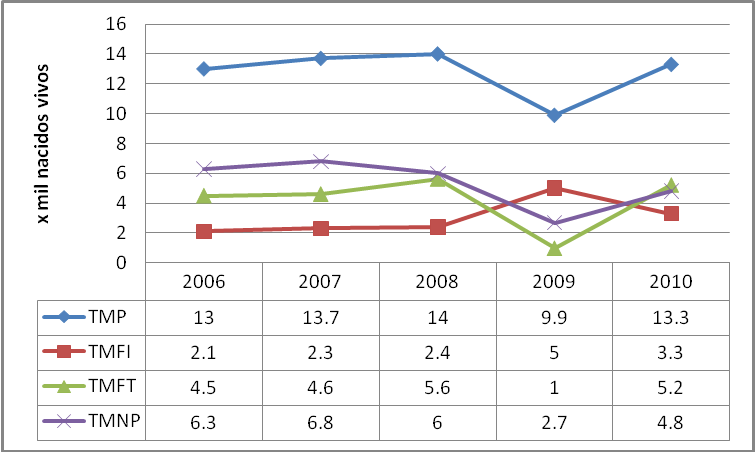 x mil nacidos vivos
16
14
12
10
8
6
4
2
0
2006 2007 2008 2009 2010
TMP 13 13.7 14 9.9 13.3
TMFI 2.1 2.3 2.4 5 3.3
TMFT 4.5 4.6 5.6 1 5.2
TMNP 6.3 6.8 6 2.7 4.8